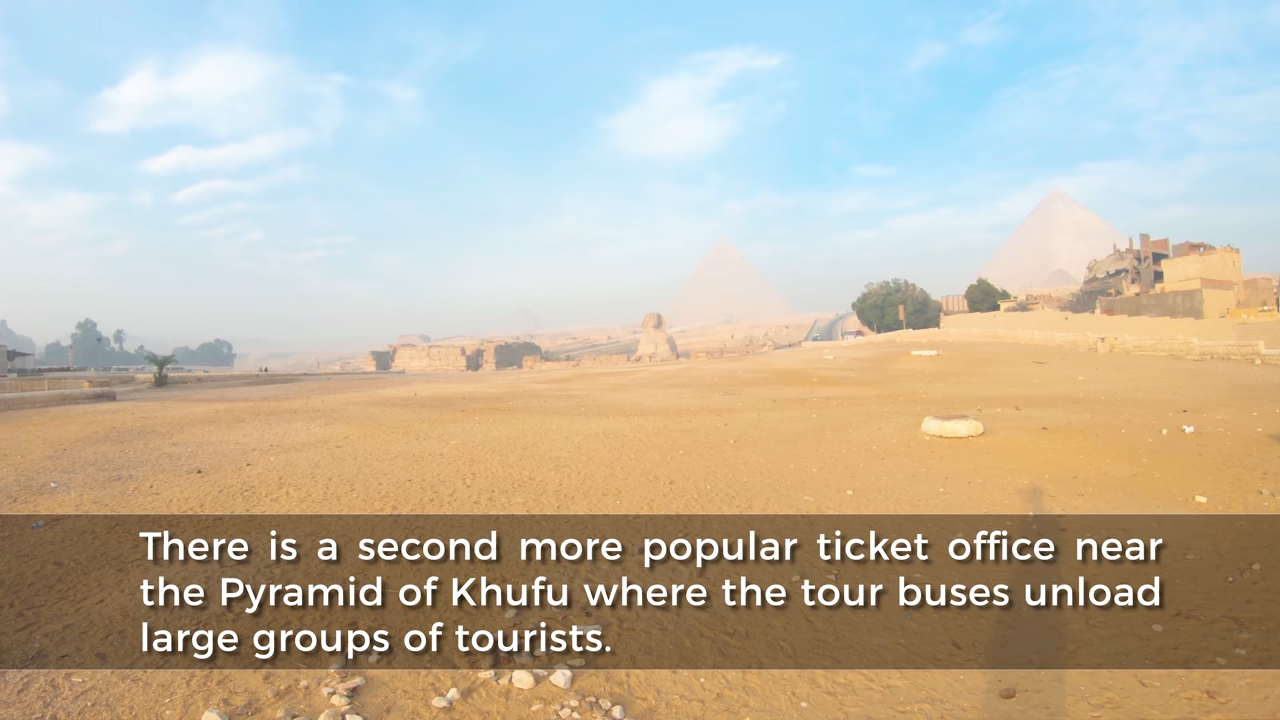 There is a second more popular ticket office near
the Pyramid of Khufu where the tour buses unload
large groups of tourists.